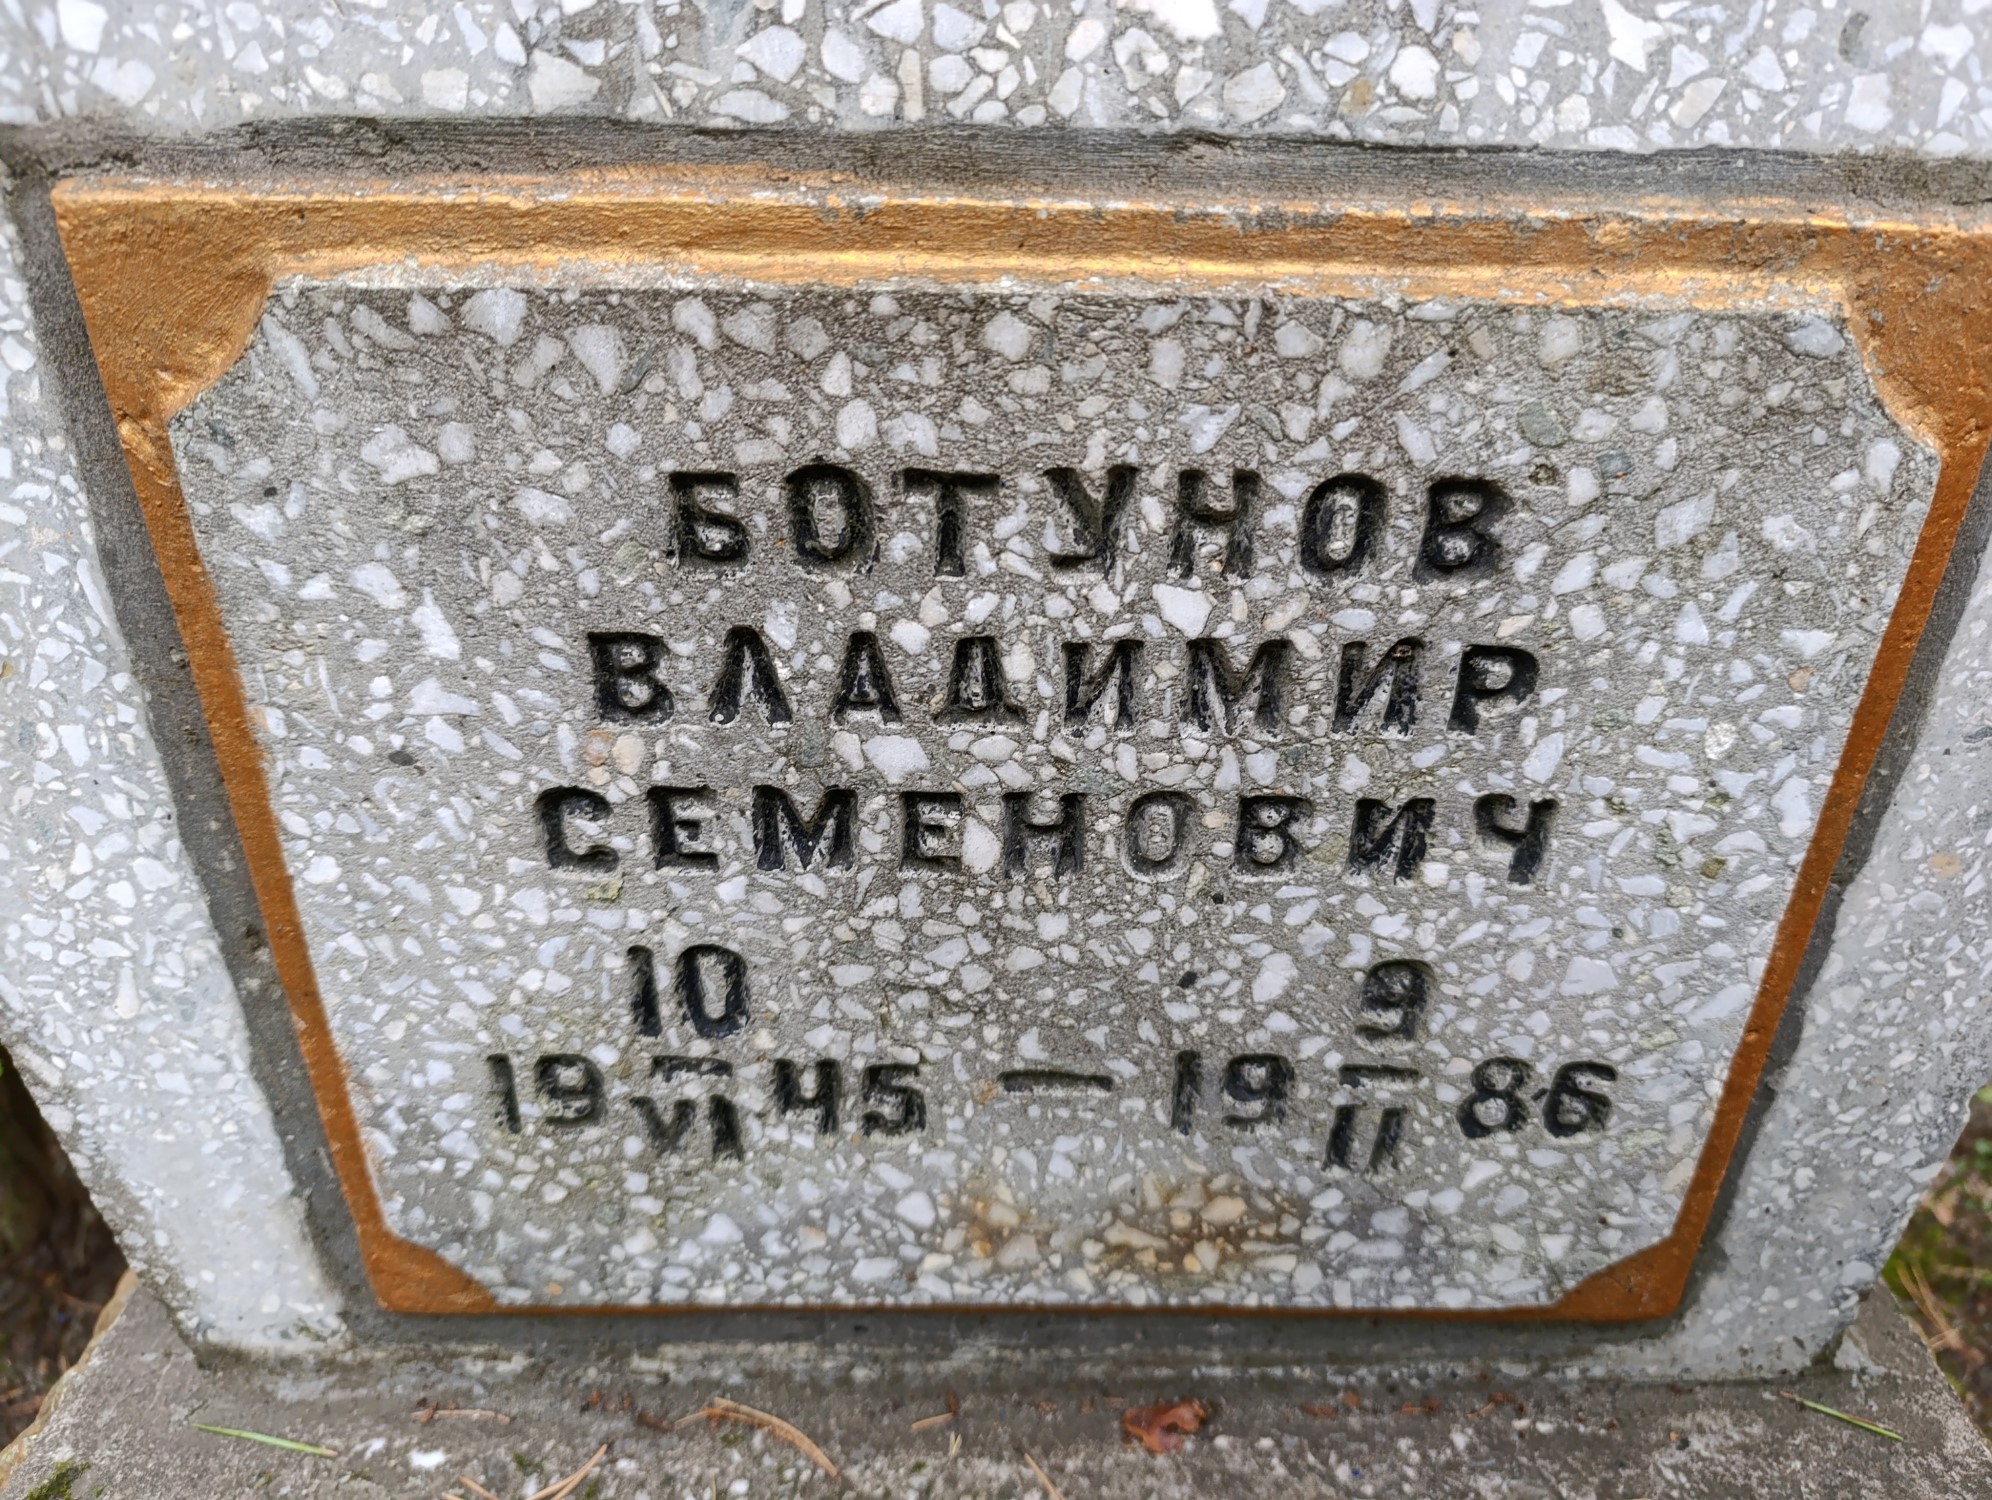 БОТУНОВ
ВЛАДИМИР
СЕМЕНОВИЧ
19 10/VI 45 — 19 9/II 86